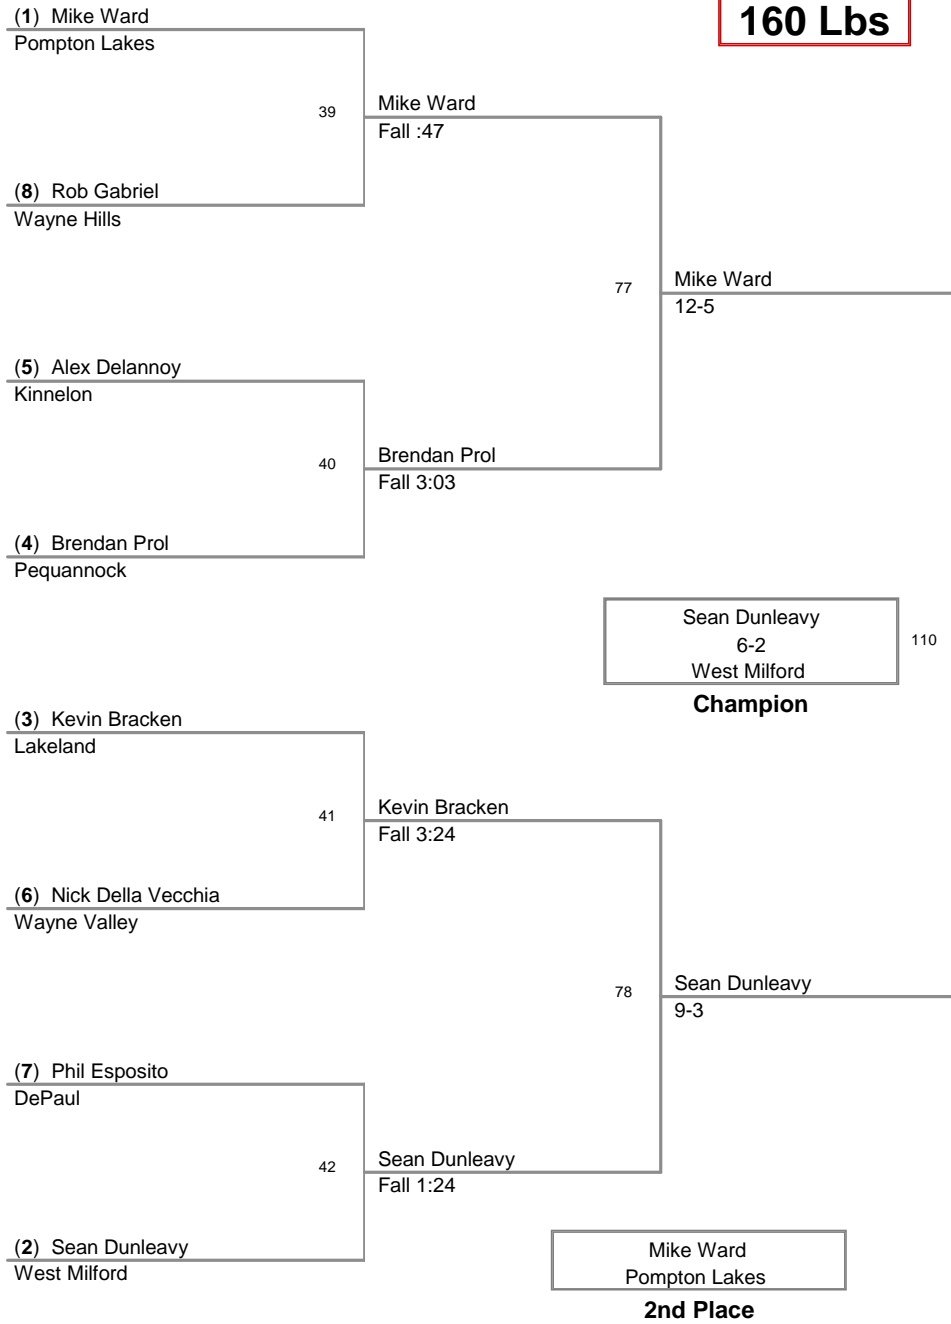 (1) Mike Ward
160 Lbs
Pompton Lakes
39
Mike Ward
Fall :47
(8) Rob Gabriel
Wayne Hills
77
Mike Ward
12-5
(5) Alex Delannoy
Kinnelon
40
Brendan Prol
Fall 3:03
(4) Brendan Prol
Pequannock
Sean Dunleavy
6-2
West Milford
110
Champion
(3) Kevin Bracken
Lakeland
41
Kevin Bracken
Fall 3:24
(6) Nick Della Vecchia
Wayne Valley
78
Sean Dunleavy
9-3
(7) Phil Esposito
DePaul
42
Sean Dunleavy
Fall 1:24
(2) Sean Dunleavy
West Milford
Mike Ward
Pompton Lakes
2nd Place